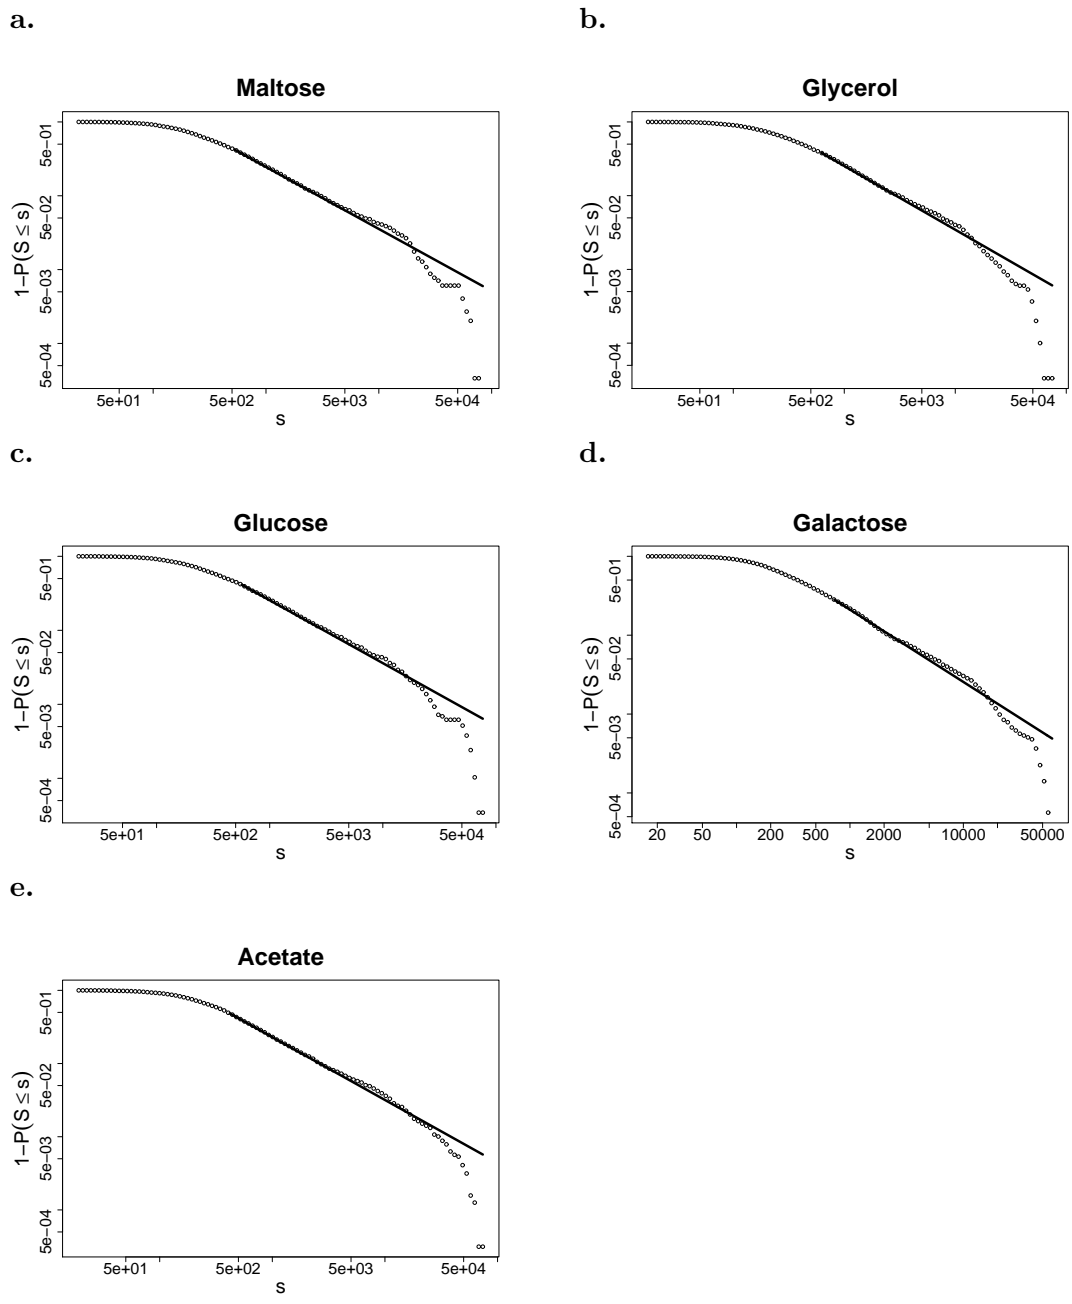 a.
Maltose
1−P(S ≤ s)
5e−01
5e−02
5e−03
5e−04
5e+01 5e+02 5e+03 5e+04
s
b.
Glycerol
1−P(S ≤ s)
5e−01
5e−02
5e−03
5e−04
5e+01 5e+02 5e+03 5e+04
s
c.
Glucose
1−P(S ≤ s)
5e−01
5e−02
5e−03
5e−04
5e+01 5e+02 5e+03 5e+04
s
d.
Galactose
1−P(S ≤ s)
5e−01
5e−02
5e−03
5e−04
20 50 200 500 2000 10000 50000
s
e.
Acetate
1−P(S ≤ s)
5e−01
5e−02
5e−03
5e−04
5e+01 5e+02 5e+03 5e+04
s